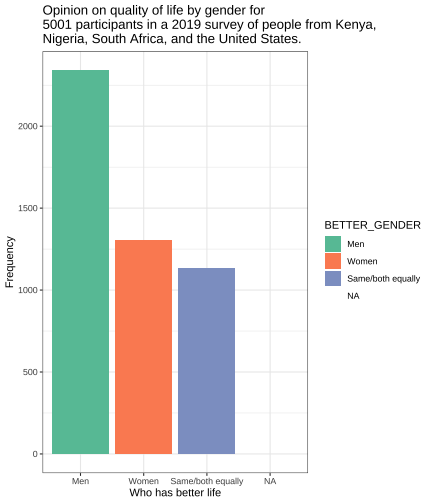 Opinion on quality of life by gender for
5001 participants in a 2019 survey of people from Kenya,
Nigeria, South Africa, and the United States.
2000
1500
1000
500
0
Frequency
Men
Women
Same/both equally
NA
Who has better life
BETTER_GENDER
Men
Women
Same/both equally
NA